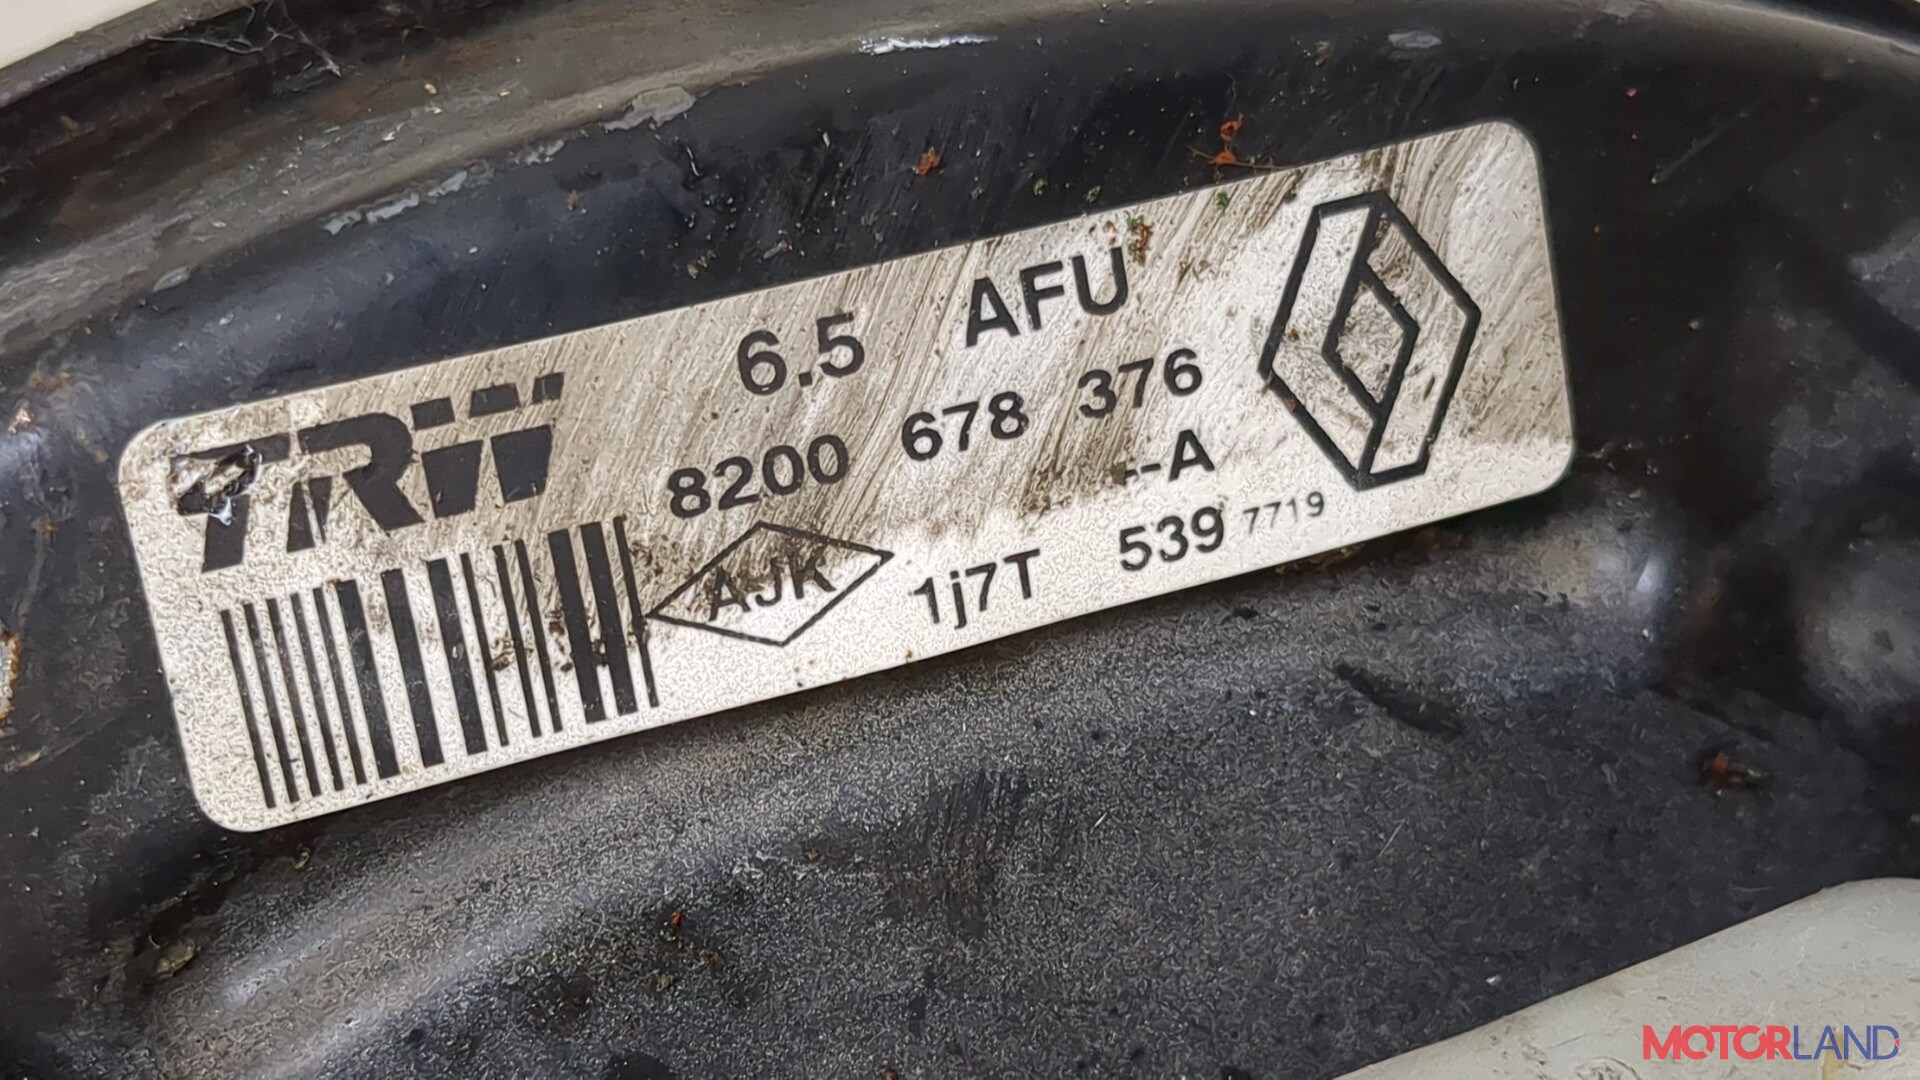 TRW 6.5 AFU
8200 678 376
--A
AJK 1j7T 539 7719
MOTORLAND